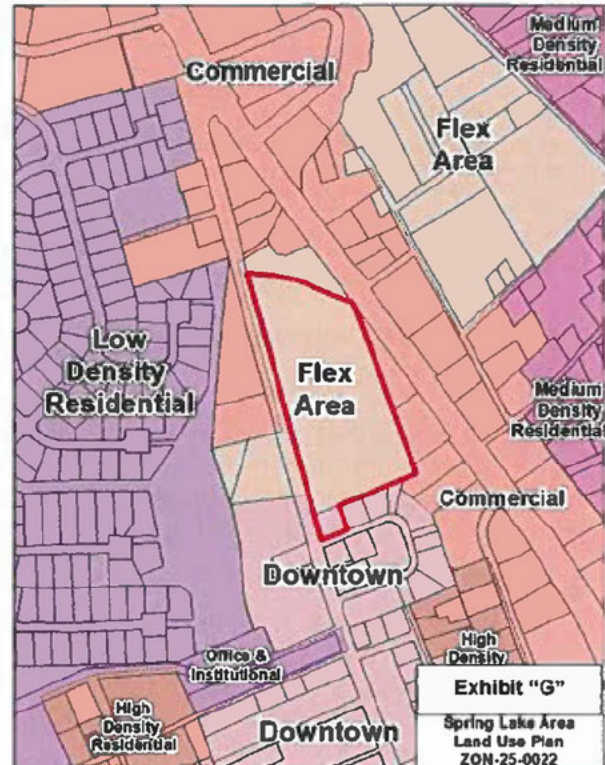 Medium
Density
Residential
Commercial
Flex
Area
Low
Density
Residential
Flex
Area
Medium
Density
Residential
Commercial
Downtown
Office &
Institutional
High
Density
High
Density
Residential
Downtown
Exhibit "G"
Spring Lake Area
Land Use Plan
ZON-25-0022